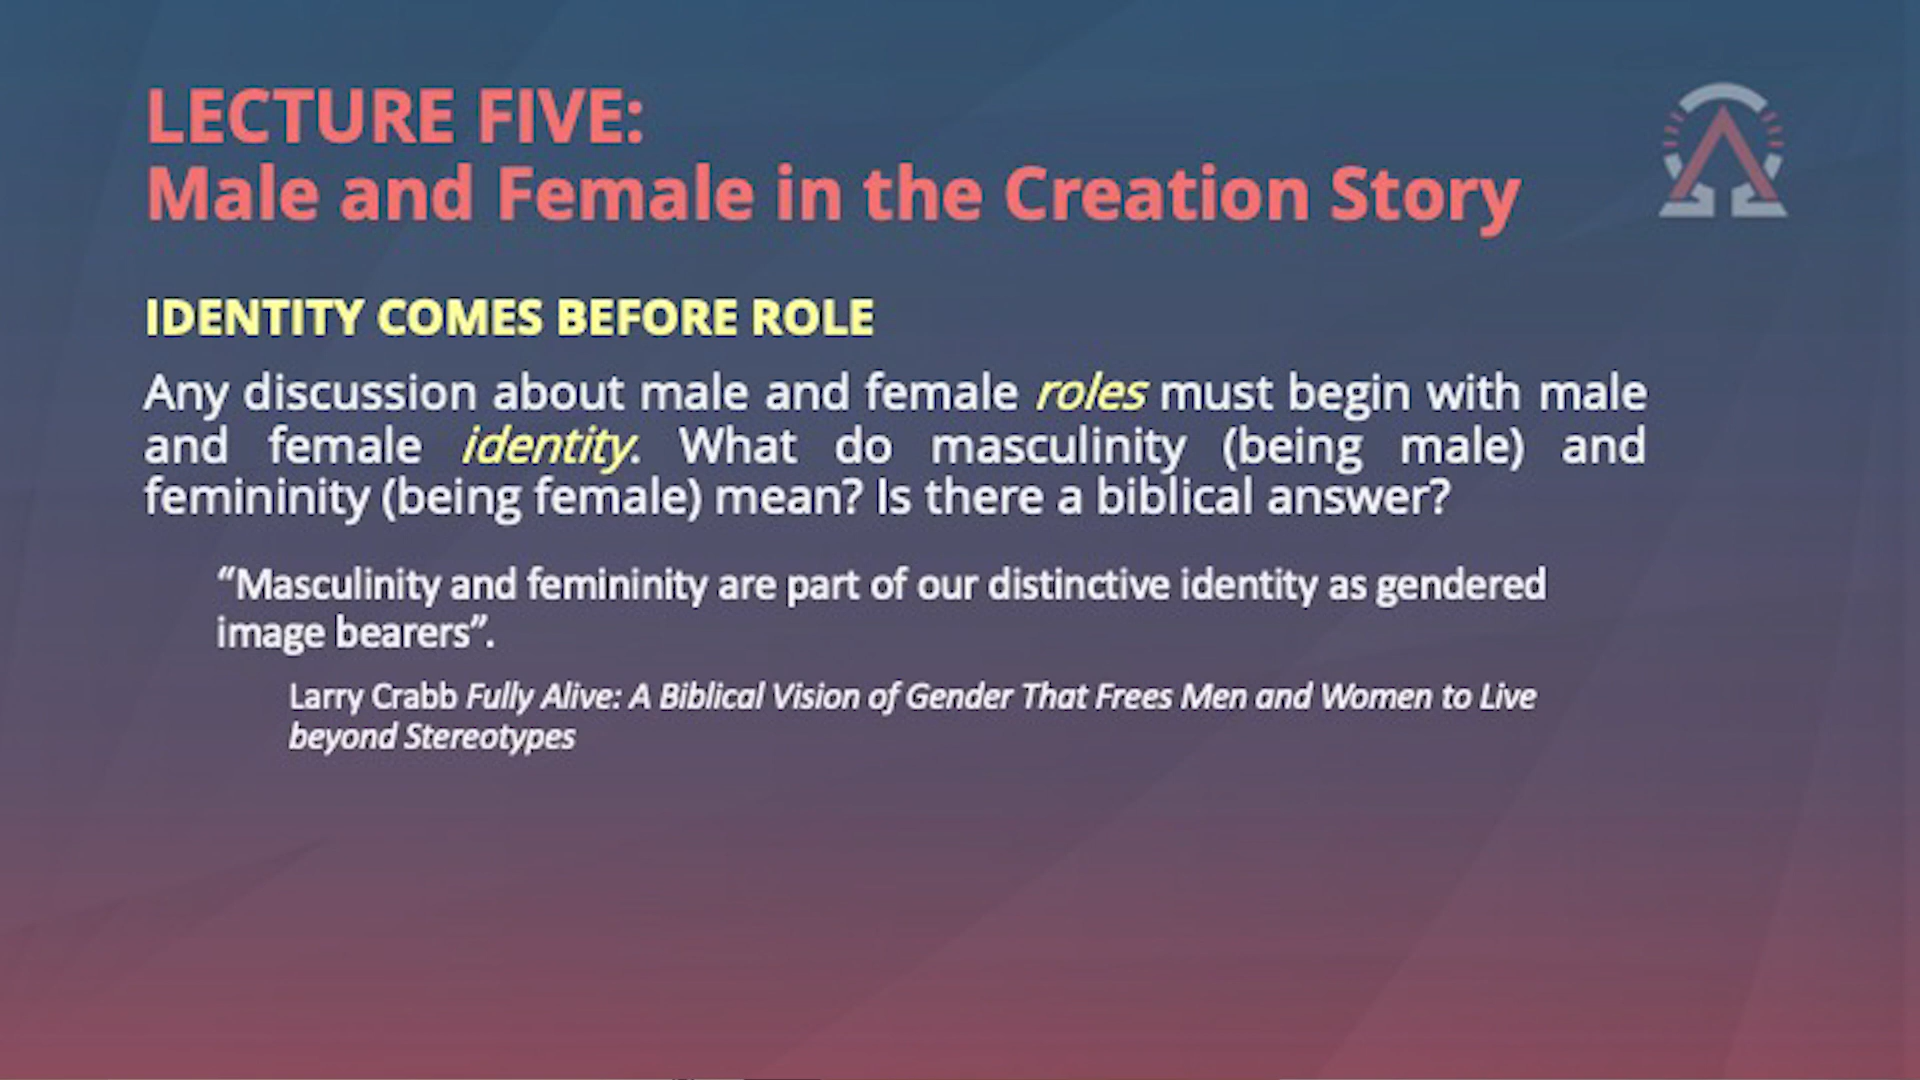 LECTURE FIVE:
Male and Female in the Creation Story
IDENTITY COMES BEFORE ROLE
Any discussion about male and female roles must begin with male
and female identity. What do masculinity (being male) and
femininity (being female) mean? Is there a biblical answer?
“Masculinity and femininity are part of our distinctive identity as gendered
image bearers”.
Larry Crabb Fully Alive: A Biblical Vision of Gender That Frees Men and Women to Live
beyond Stereotypes